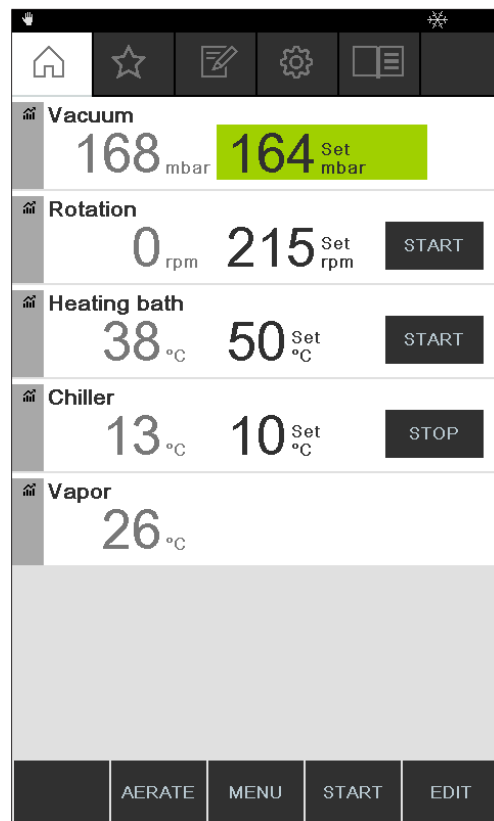 Vacuum
168 mbar 164 Set mbar
Rotation
0 rpm 215 Set rpm START
Heating bath
38 °C 50 Set °C START
Chiller
13 °C 10 Set °C STOP
Vapor
26 °C
AERATE MENU START EDIT